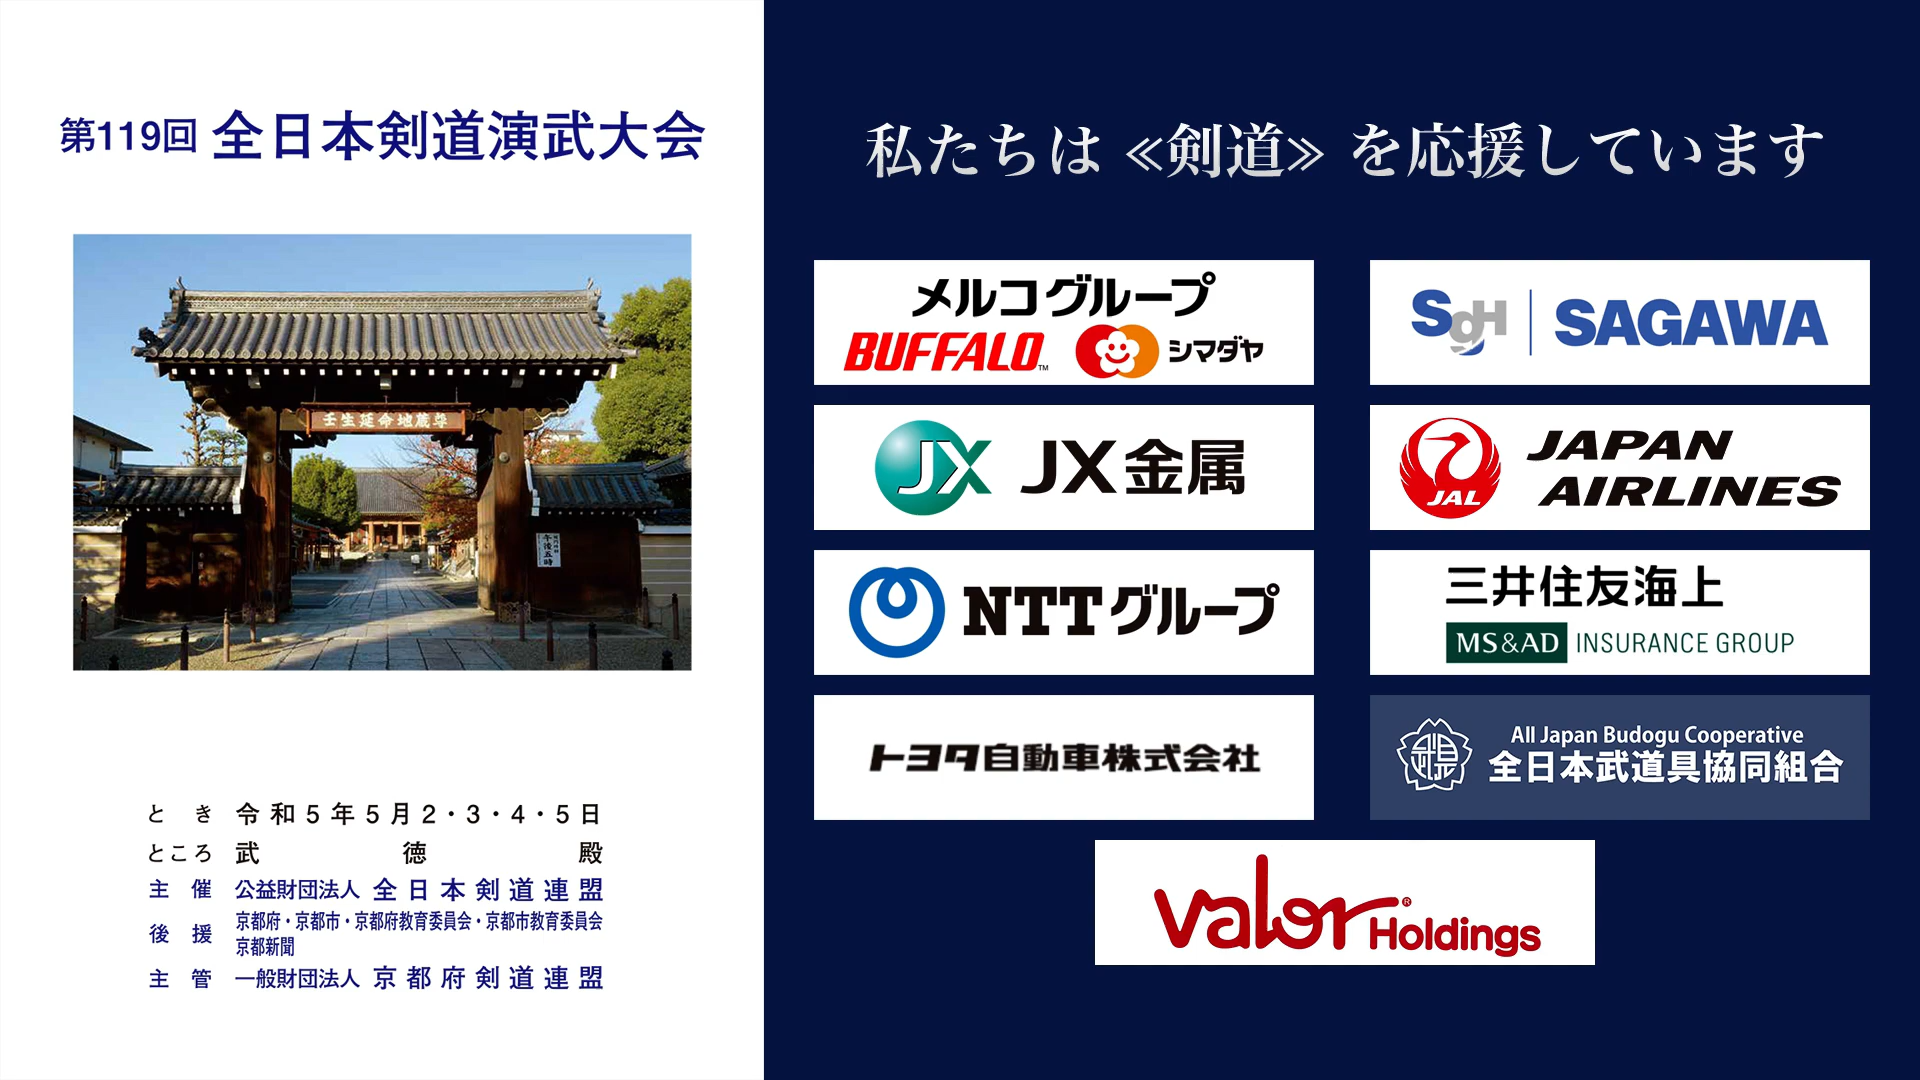 第119回 全日本剣道演武大会
壬生延命地蔵尊
午後五時
とき 令和5年5月2・3・4・5日
ところ 武徳殿
主催 公益財団法人 全日本剣道連盟
後援 京都府・京都市・京都府教育委員会・京都市教育委員会
京都新聞
主管 一般財団法人 京都府剣道連盟
私たちは ≪剣道≫ を応援しています
メルコグループ
BUFFALO™ シマダヤ
SGH SAGAWA
JX JX金属
JAL JAPAN
AIRLINES
NTTグループ
三井住友海上
MS&AD INSURANCE GROUP
トヨタ自動車株式会社
All Japan Budogu Cooperative
全日本武道具協同組合
valor® Holdings